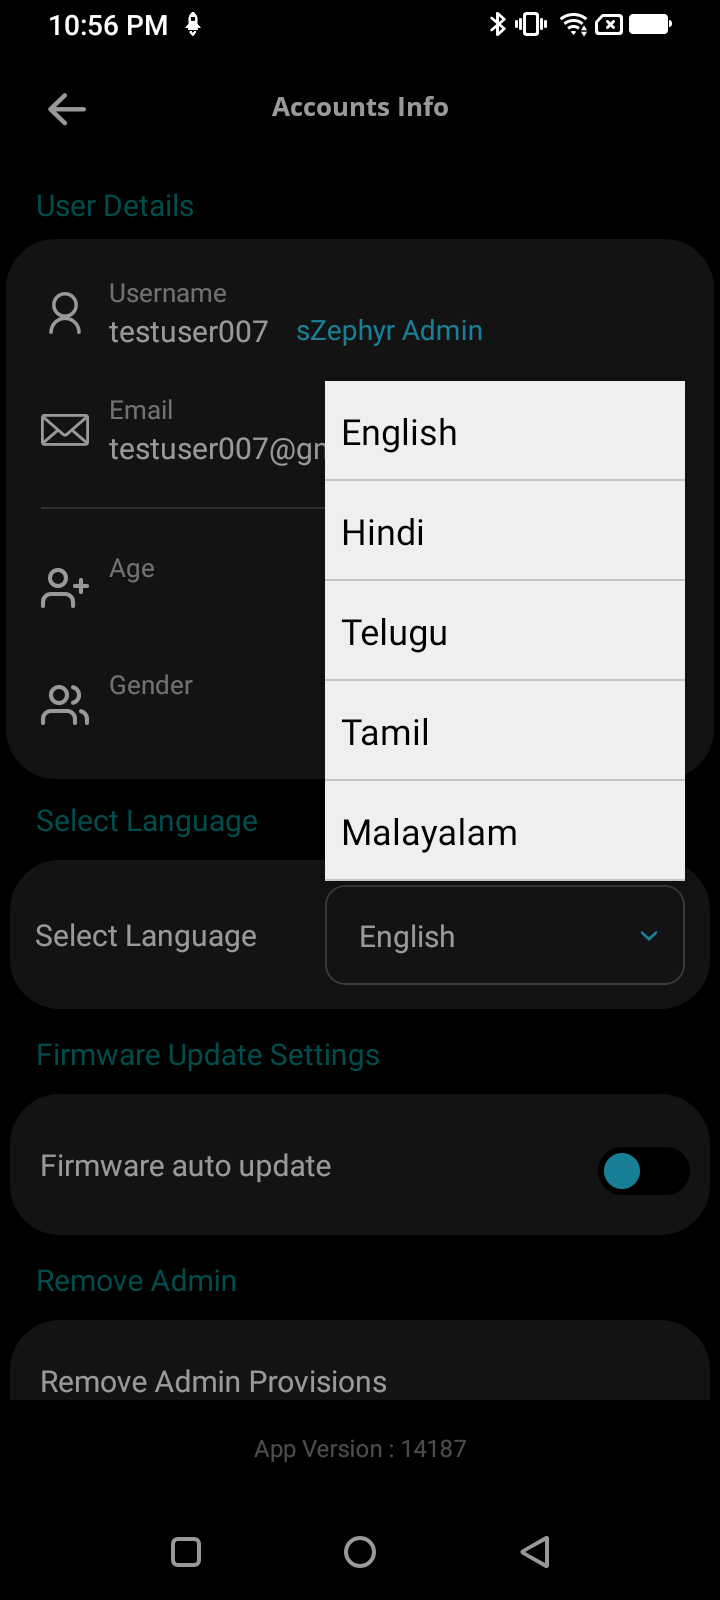 10:56 PM
Accounts Info
User Details
Username
testuser007 sZephyr Admin
Email
testuser007@gm
English
Hindi
Telugu
Tamil
Malayalam
Age
Gender
Select Language
Select Language English
Firmware Update Settings
Firmware auto update
Remove Admin
Remove Admin Provisions
App Version : 14187